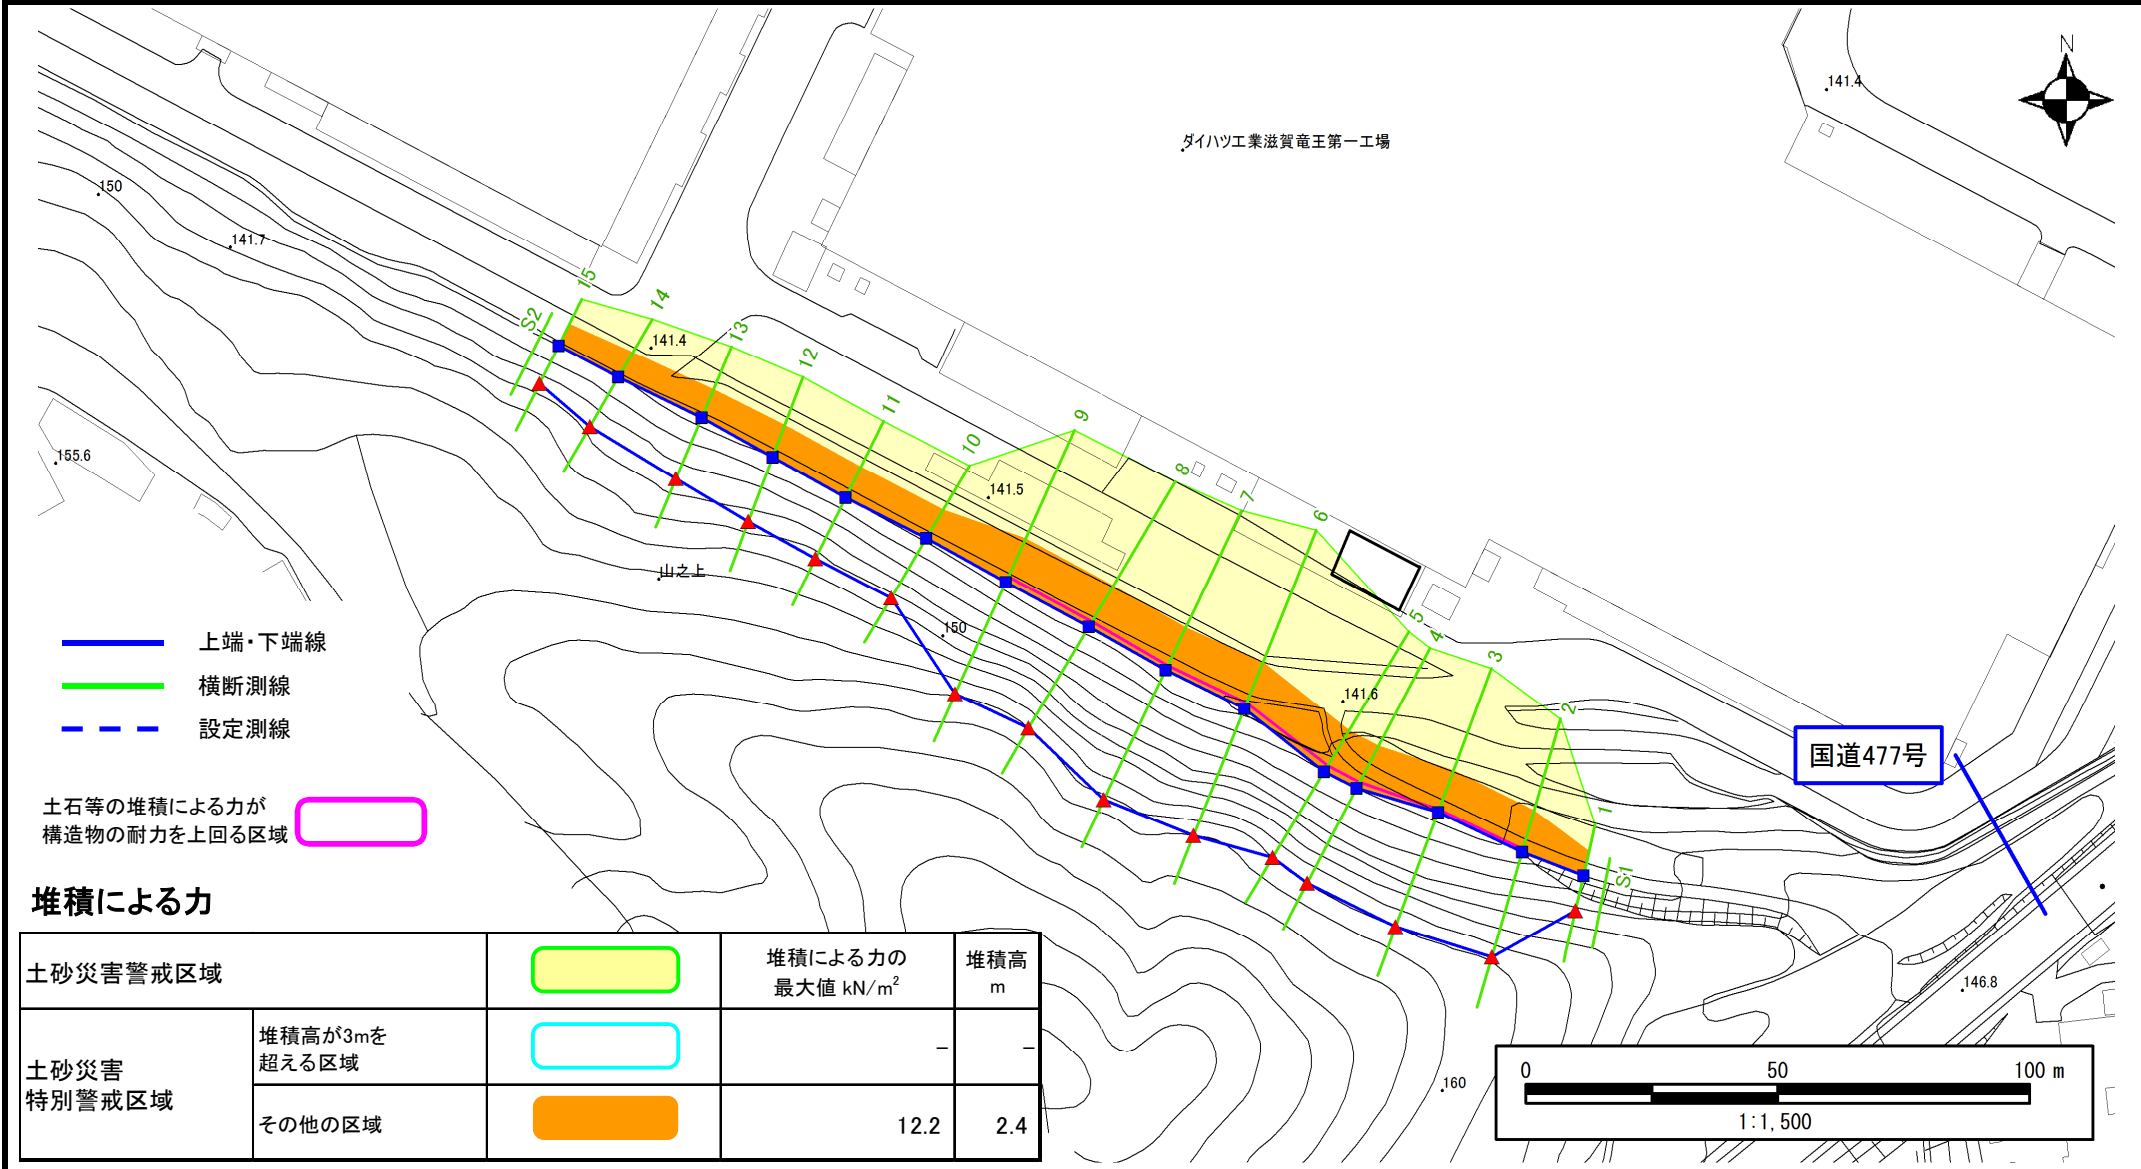 N
141.4
ダイハツ工業滋賀竜王第一工場
150
141.7
15
S2
14
141.4
13
12
11
10
9
8
7
6
5
4
3
2
1
S1
141.5
155.6
山之上
150
141.6
国道477号
146.8
160
上端・下端線
横断測線
設定測線
土石等の堆積による力が
構造物の耐力を上回る区域
堆積による力
土砂災害警戒区域
堆積による力の
最大値 kN/m²
堆積高
m
土砂災害
特別警戒区域
堆積高が3mを
超える区域
－
－
その他の区域
12.2
2.4
0 50 100 m
1:1,500